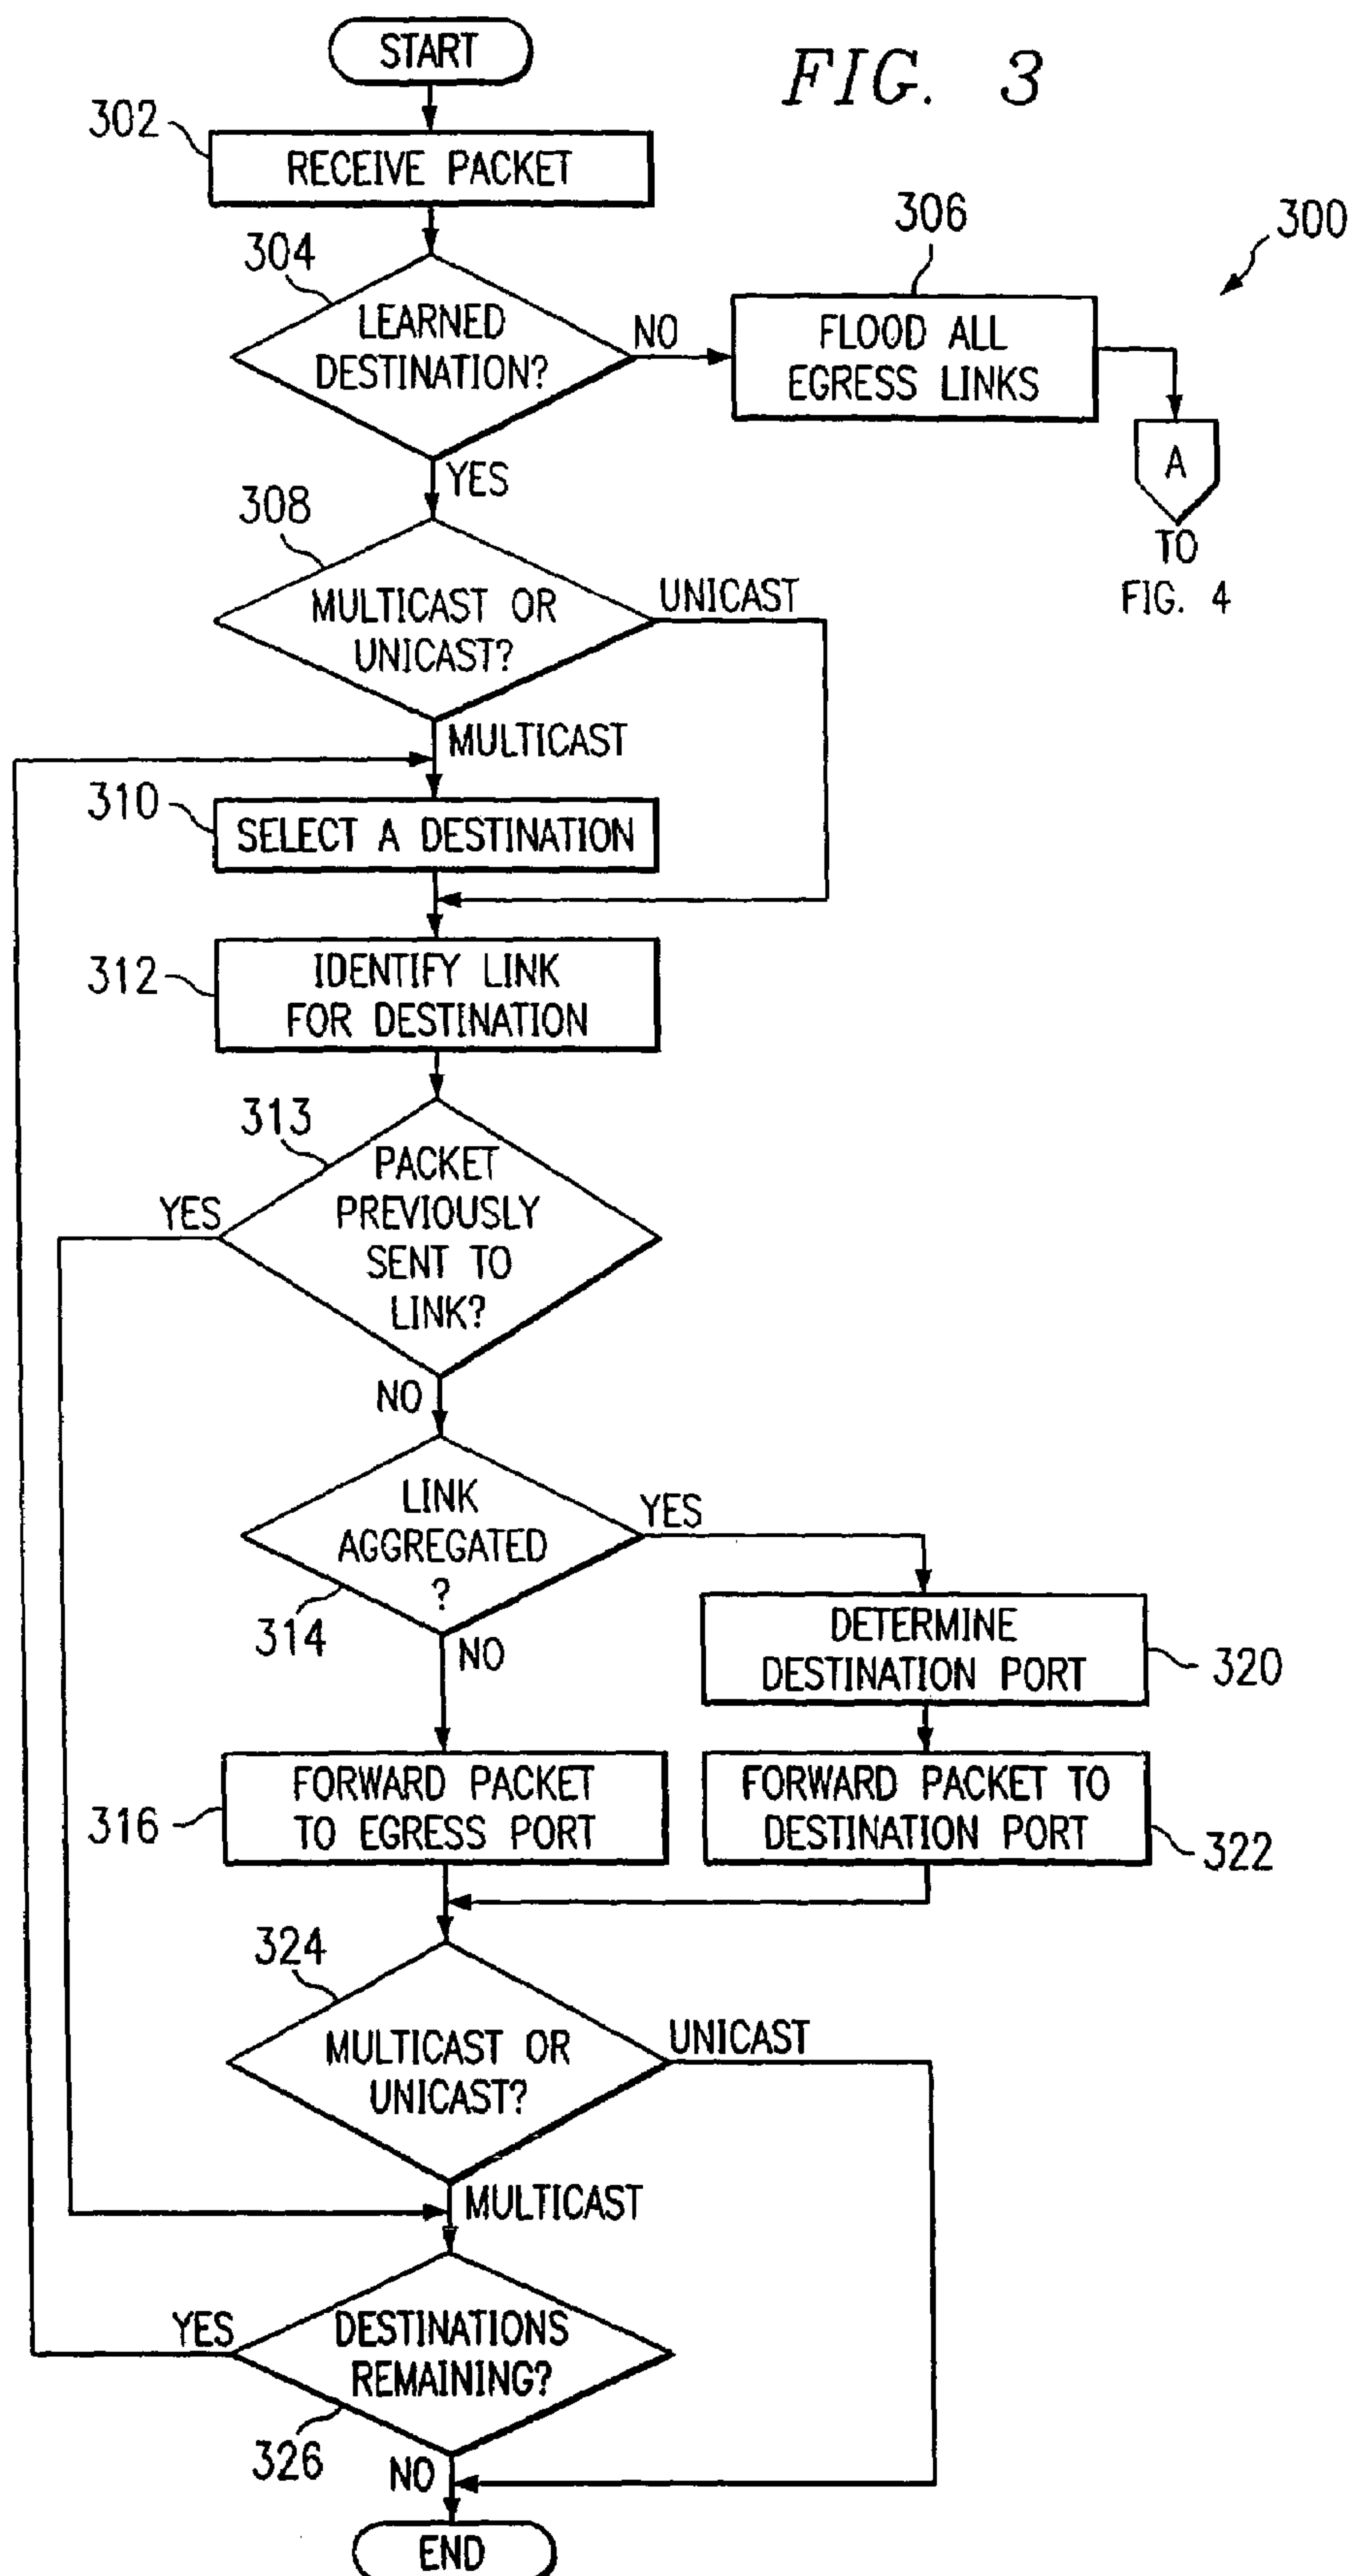 START
FIG. 3
302
RECEIVE PACKET
306
300
304
LEARNED
DESTINATION?
NO
FLOOD ALL
EGRESS LINKS
A
TO
FIG. 4
YES
308
MULTICAST OR
UNICAST?
UNICAST
MULTICAST
310
SELECT A DESTINATION
312
IDENTIFY LINK
FOR DESTINATION
313
PACKET
PREVIOUSLY
SENT TO
LINK?
YES
NO
LINK
AGGREGATED
?
YES
314
NO
DETERMINE
DESTINATION PORT
320
316
FORWARD PACKET
TO EGRESS PORT
FORWARD PACKET TO
DESTINATION PORT
322
324
MULTICAST OR
UNICAST?
UNICAST
MULTICAST
YES
DESTINATIONS
REMAINING?
326
NO
END